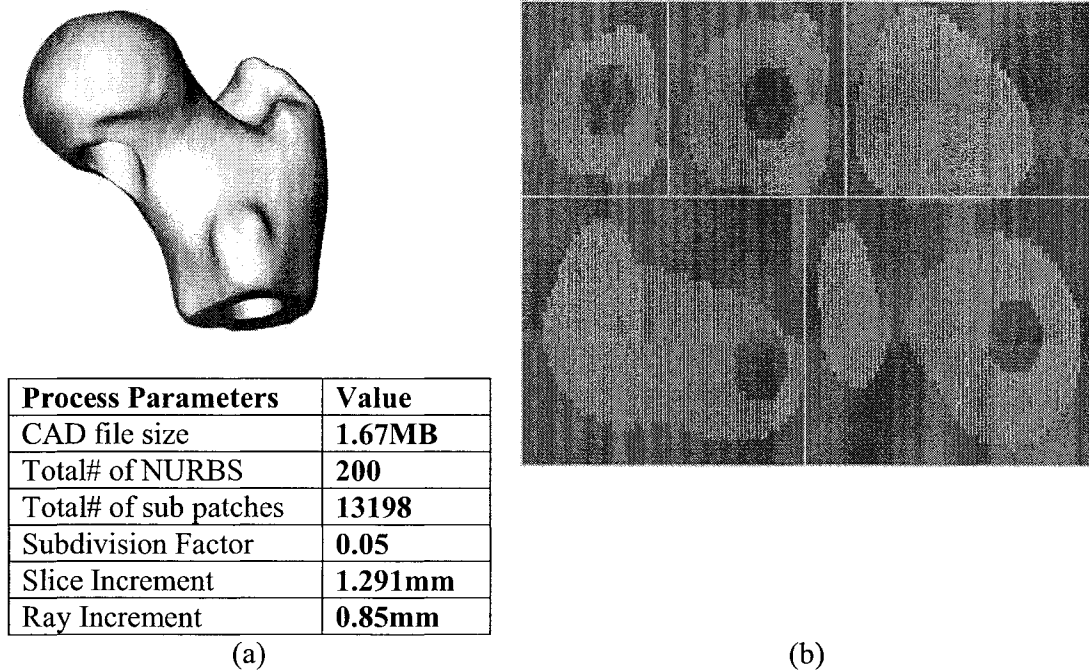 Process Parameters Value
CAD file size 1.67MB
Total# of NURBS 200
Total# of sub patches 13198
Subdivision Factor 0.05
Slice Increment 1.291mm
Ray Increment 0.85mm
(a) (b)